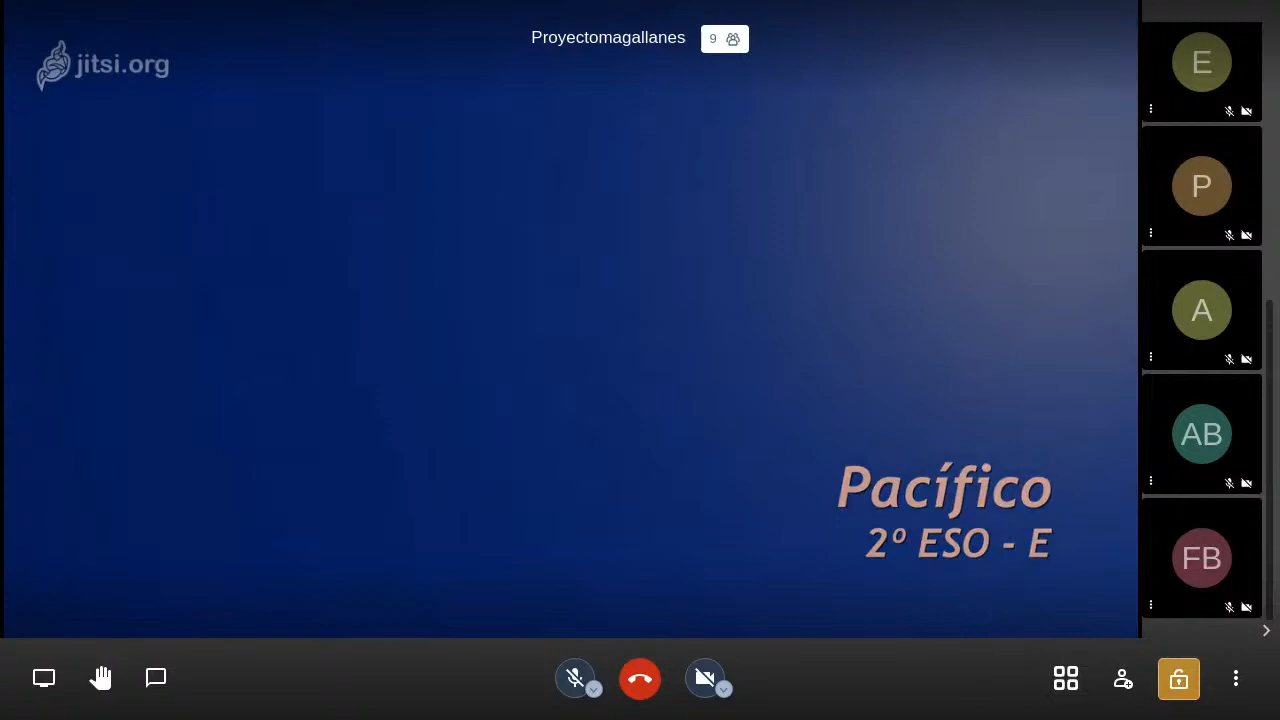 jitsi.org
Proyectomagallanes
9
E
P
A
AB
FB
Pacífico
2º ESO - E